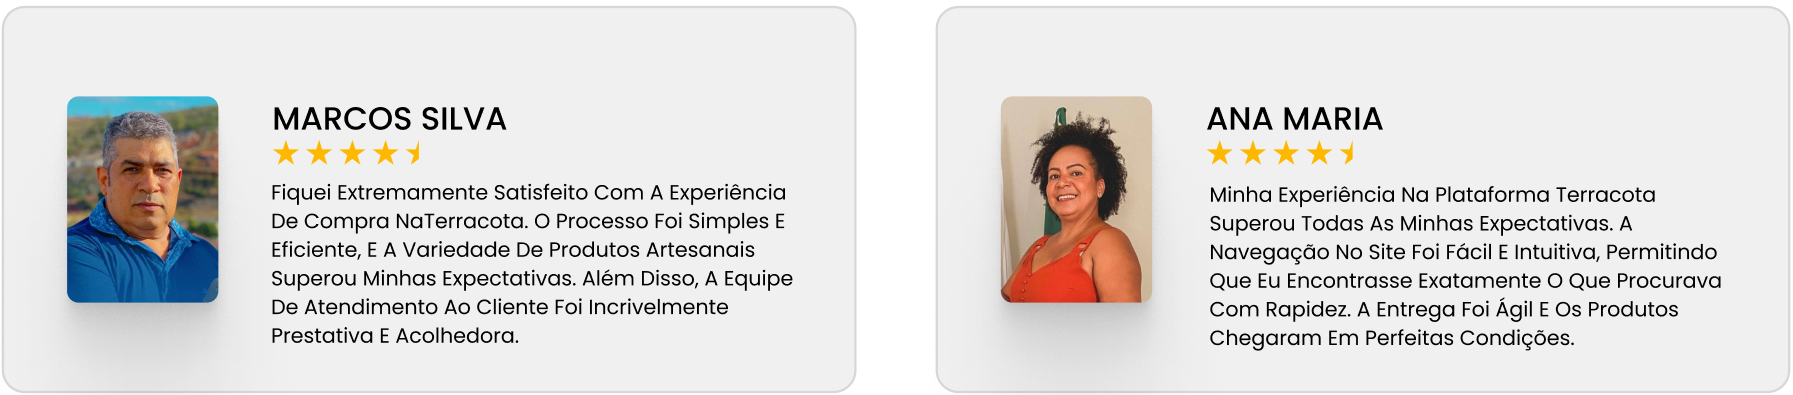 MARCOS SILVA
Fiquei Extremamente Satisfeito Com A Experiência
De Compra NaTerracota. O Processo Foi Simples E
Eficiente, E A Variedade De Produtos Artesanais
Superou Minhas Expectativas. Além Disso, A Equipe
De Atendimento Ao Cliente Foi Incrivelmente
Prestativa E Acolhedora.
ANA MARIA
Minha Experiência Na Plataforma Terracota
Superou Todas As Minhas Expectativas. A
Navegação No Site Foi Fácil E Intuitiva, Permitindo
Que Eu Encontrasse Exatamente O Que Procurava
Com Rapidez. A Entrega Foi Ágil E Os Produtos
Chegaram Em Perfeitas Condições.